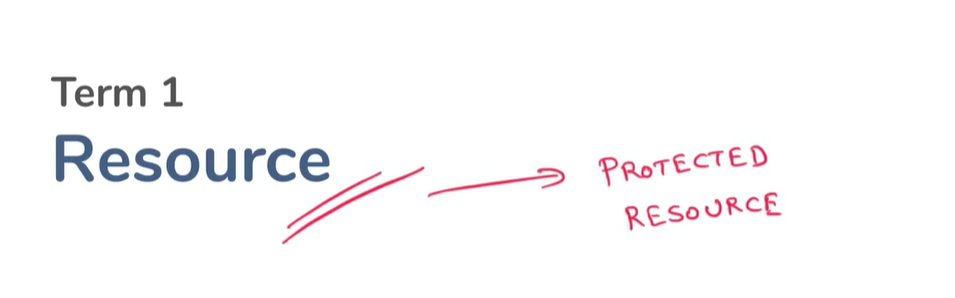 Term 1
Resource
PROTECTED
RESOURCE